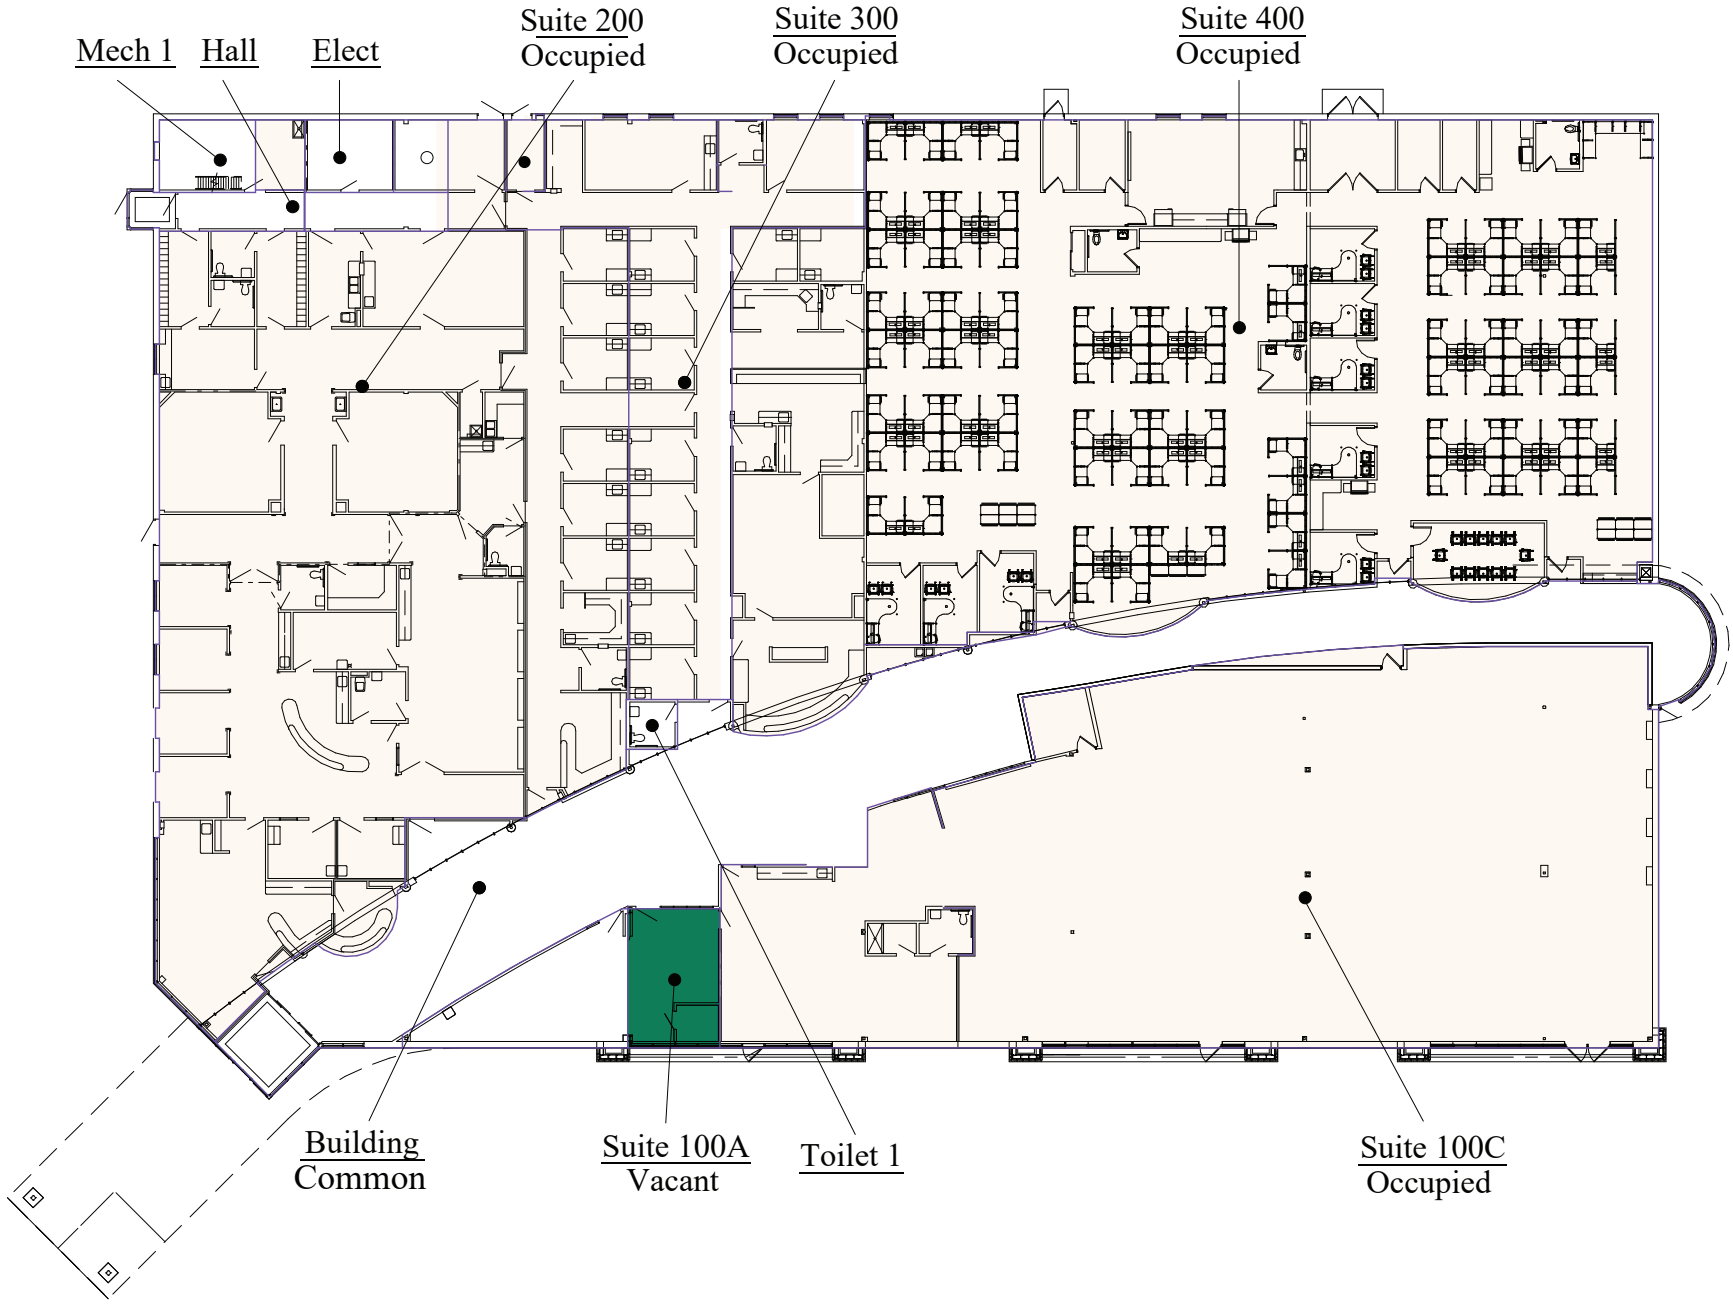 Mech 1
Hall
Elect
Suite 200
Occupied
Suite 300
Occupied
Suite 400
Occupied
Building
Common
Suite 100A
Vacant
Toilet 1
Suite 100C
Occupied